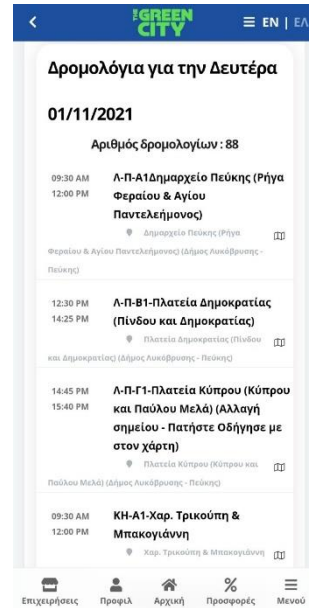 THE GREEN CITY
EN | ΕΛ
Δρομολόγια για την Δευτέρα
01/11/2021
Αριθμός δρομολογίων : 88
09:30 AM
12:00 PM
Λ-Π-Α1Δημαρχείο Πεύκης (Ρήγα
Φεραίου & Αγίου
Παντελεήμονος)
Δημαρχείο Πεύκης (Ρήγα
Φεραίου & Αγίου Παντελεήμονος) (Δήμος Λυκόβρυσης -
Πεύκης)
12:30 PM
14:25 PM
Λ-Π-Β1-Πλατεία Δημοκρατίας
(Πίνδου και Δημοκρατίας)
Πλατεία Δημοκρατίας (Πίνδου
και Δημοκρατίας) (Δήμος Λυκόβρυσης - Πεύκης)
14:45 PM
15:40 PM
Λ-Π-Γ1-Πλατεία Κύπρου (Κύπρου
και Παύλου Μελά) (Αλλαγή
σημείου - Πατήστε Οδήγησε με
στον χάρτη)
Πλατεία Κύπρου (Κύπρου και
Παύλου Μελά) (Δήμος Λυκόβρυσης - Πεύκης)
09:30 AM
12:00 PM
ΚΗ-Α1-Χαρ. Τρικούπη &
Μπακογιάννη
Χαρ. Τρικούπη & Μπακογιάννη
Επιχειρήσεις Προφιλ Αρχική Προσφορές Μενού